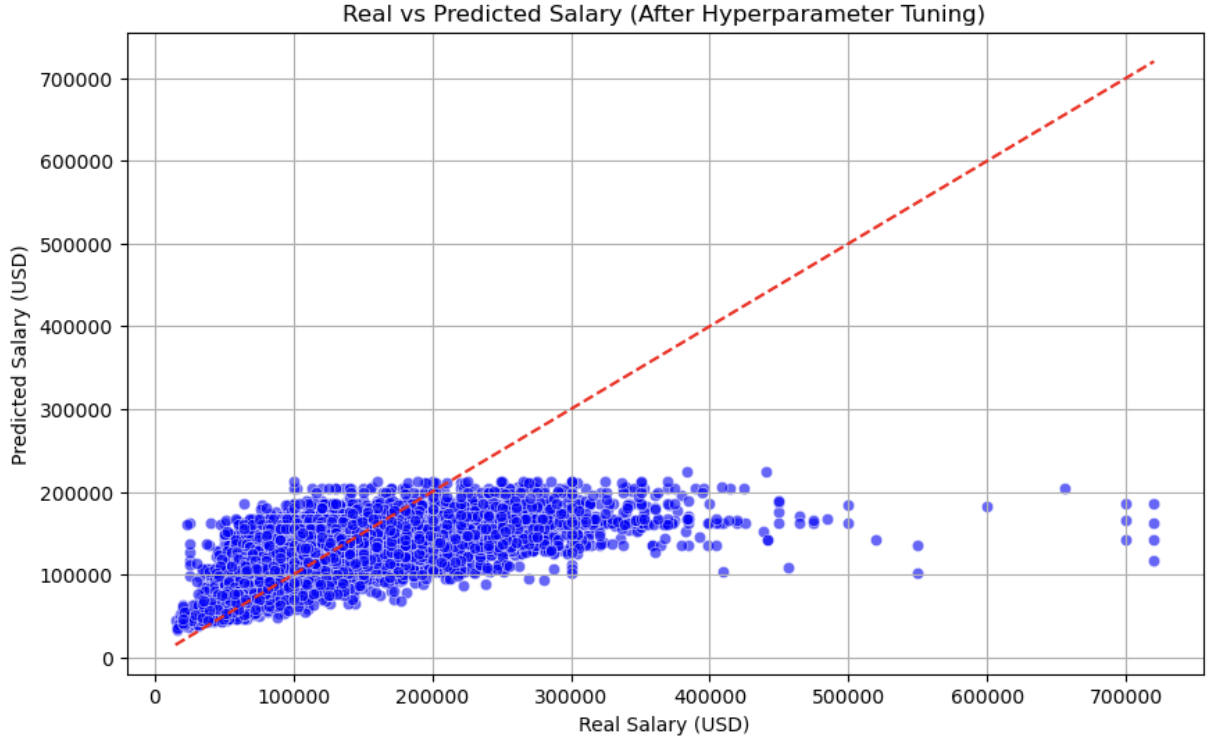 Real vs Predicted Salary (After Hyperparameter Tuning)
Predicted Salary (USD)
700000
600000
500000
400000
300000
200000
100000
0
0 100000 200000 300000 400000 500000 600000 700000
Real Salary (USD)